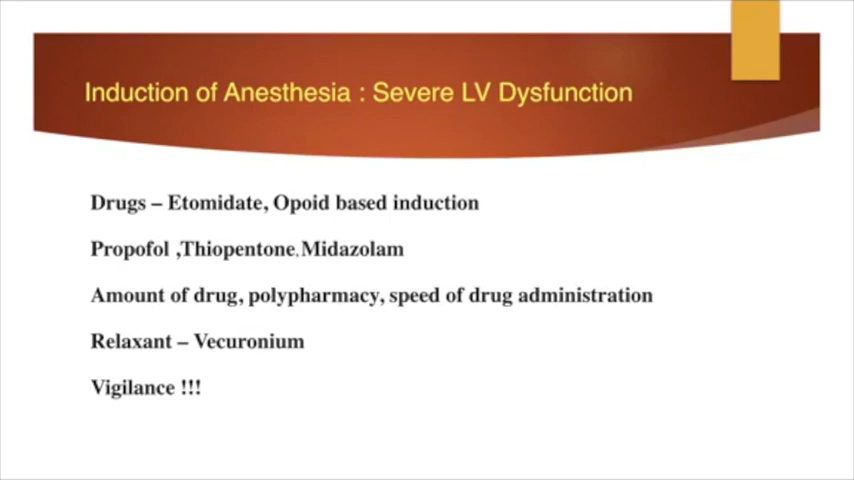 Induction of Anesthesia : Severe LV Dysfunction
Drugs – Etomidate, Opoid based induction
Propofol ,Thiopentone,Midazolam
Amount of drug, polypharmacy, speed of drug administration
Relaxant – Vecuronium
Vigilance !!!